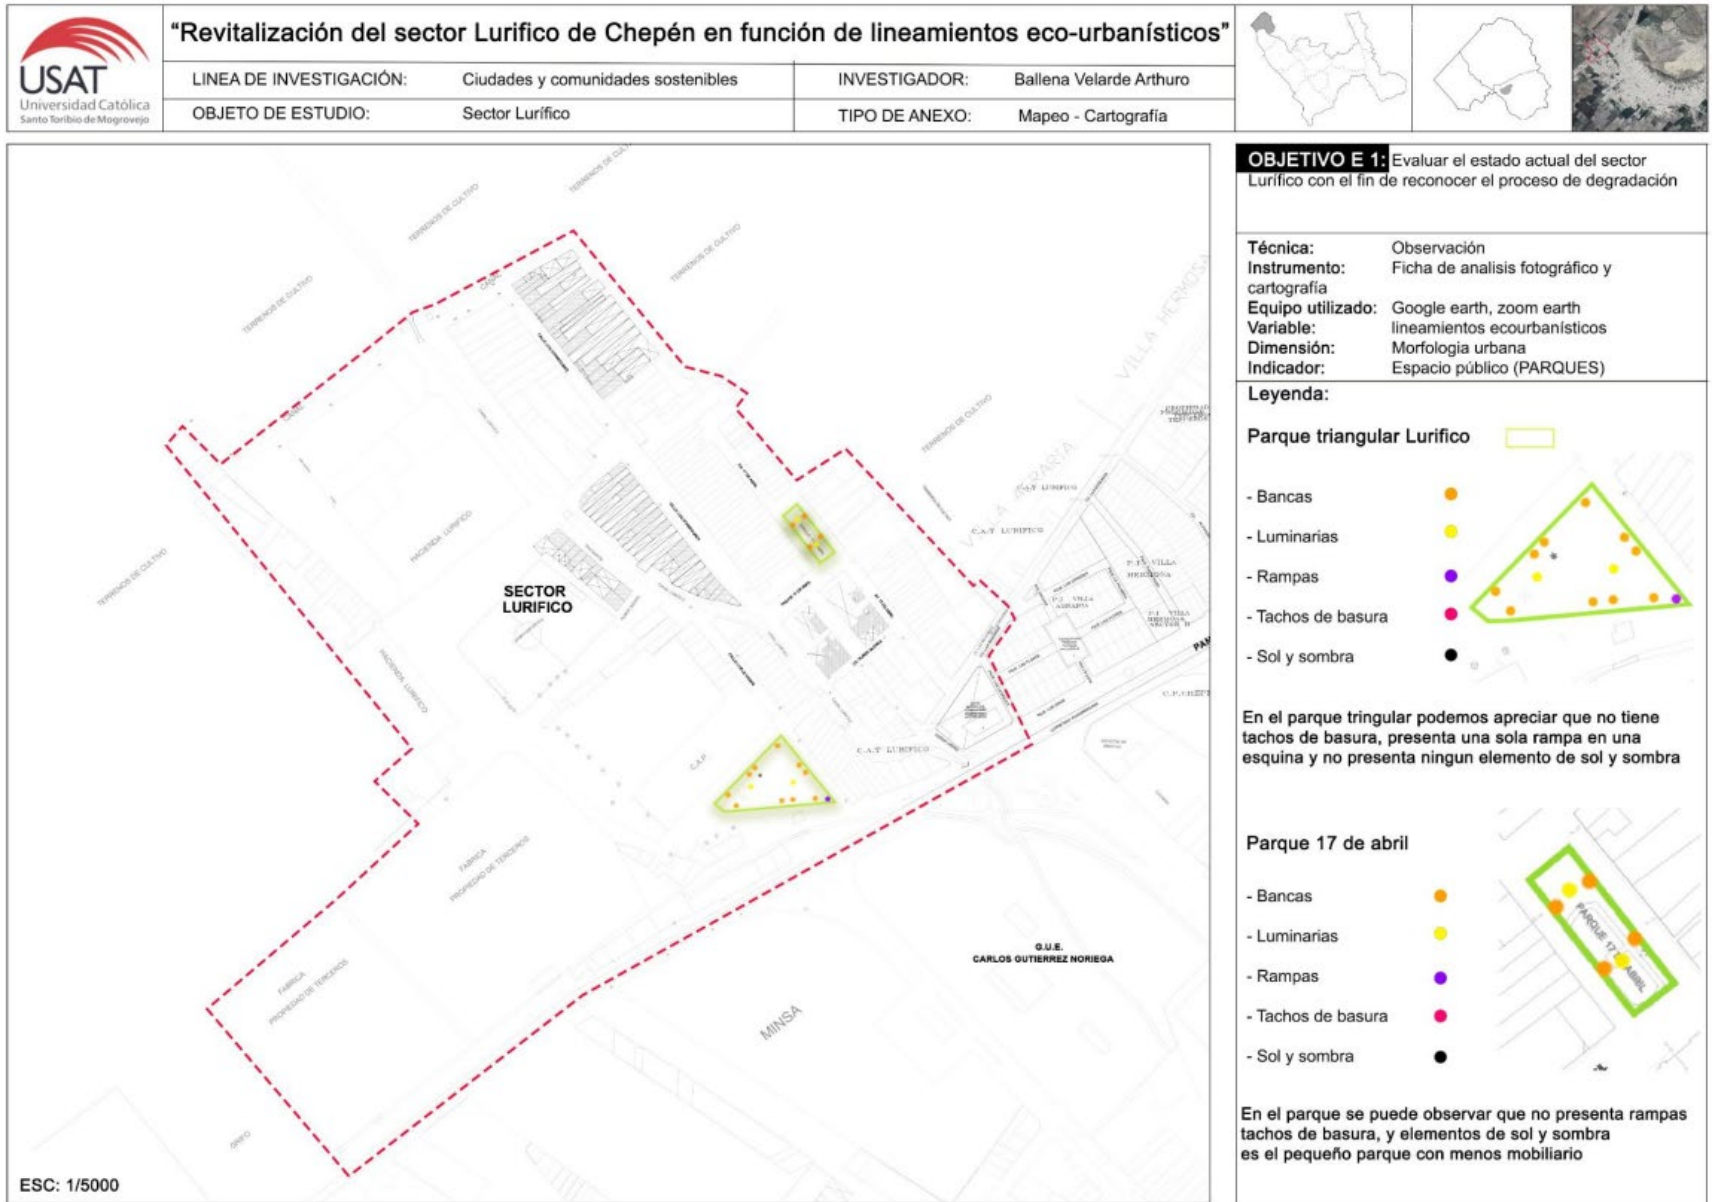 USAT
Universidad Católica
Santo Toribio de Mogrovejo
“Revitalización del sector Lurifico de Chepén en función de lineamientos eco-urbanísticos”
LINEA DE INVESTIGACIÓN: Ciudades y comunidades sostenibles
INVESTIGADOR: Ballena Velarde Arthuro
OBJETO DE ESTUDIO: Sector Lurífico
TIPO DE ANEXO: Mapeo - Cartografía
TERRENOS DE CULTIVO
TERRENOS DE CULTIVO
TERRENOS DE CULTIVO
TERRENOS DE CULTIVO
CANAL
VILLA HERMOSA
TERRENOS DE CULTIVO
CANAL
HACIENDA LURIFICO
TERRENOS DE CULTIVO
C.A.T LURIFICO
C.A.T LURIFICO
P.J. VILLA
HERMOSA
SECTOR
LURIFICO
HACIENDA LURIFICO
C.A.P
C.A.T LURIFICO
FABRICA
PROPIEDAD DE TERCEROS
FABRICA
PROPIEDAD DE TERCEROS
G.U.E.
CARLOS GUTIERREZ NORIEGA
MINSA
GRIFO
ESC: 1/5000
OBJETIVO E 1: Evaluar el estado actual del sector
Lurífico con el fin de reconocer el proceso de degradación
Técnica: Observación
Instrumento: Ficha de analisis fotográfico y
cartografía
Equipo utilizado: Google earth, zoom earth
Variable: lineamientos ecourbanísticos
Dimensión: Morfologia urbana
Indicador: Espacio público (PARQUES)
Leyenda:
Parque triangular Lurifico
- Bancas
- Luminarias
- Rampas
- Tachos de basura
- Sol y sombra
En el parque tringular podemos apreciar que no tiene
tachos de basura, presenta una sola rampa en una
esquina y no presenta ningun elemento de sol y sombra
Parque 17 de abril
- Bancas
- Luminarias
- Rampas
- Tachos de basura
- Sol y sombra
En el parque se puede observar que no presenta rampas
tachos de basura, y elementos de sol y sombra
es el pequeño parque con menos mobiliario